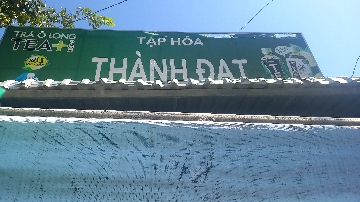 TRÀ Ô LONG
TEA+
TẠP HÓA
THÀNH ĐẠT